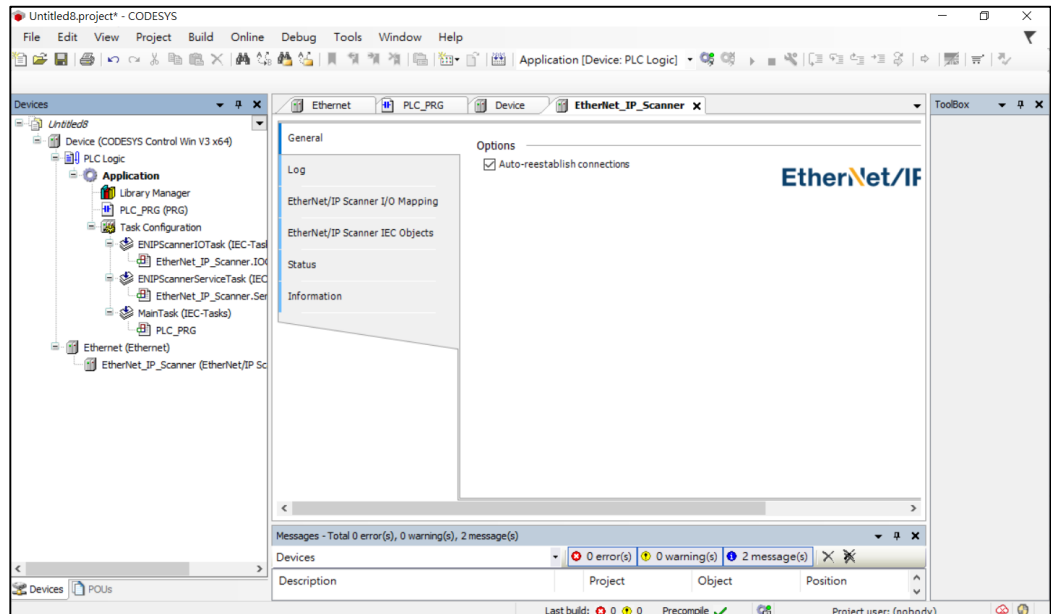 Untitled8.project* - CODESYS
File Edit View Project Build Online Debug Tools Window Help
Application [Device: PLC Logic]
Devices
Untitled8
Device (CODESYS Control Win V3 x64)
PLC Logic
Application
Library Manager
PLC_PRG (PRG)
Task Configuration
ENIPScannerIOTask (IEC-Tas
EtherNet_IP_Scanner.IO
ENIPScannerServiceTask (IEC
EtherNet_IP_Scanner.Ser
MainTask (IEC-Tasks)
PLC_PRG
Ethernet (Ethernet)
EtherNet_IP_Scanner (EtherNet/IP Sc
Devices POUs
Ethernet PLC_PRG Device EtherNet_IP_Scanner
General
Log
EtherNet/IP Scanner I/O Mapping
EtherNet/IP Scanner IEC Objects
Status
Information
Options
Auto-reestablish connections
EtherNet/IP
ToolBox
Messages - Total 0 error(s), 0 warning(s), 2 message(s)
Devices 0 error(s) 0 warning(s) 2 message(s)
Description Project Object Position
Last build: 0 0 Precompile Project user: (nobody)